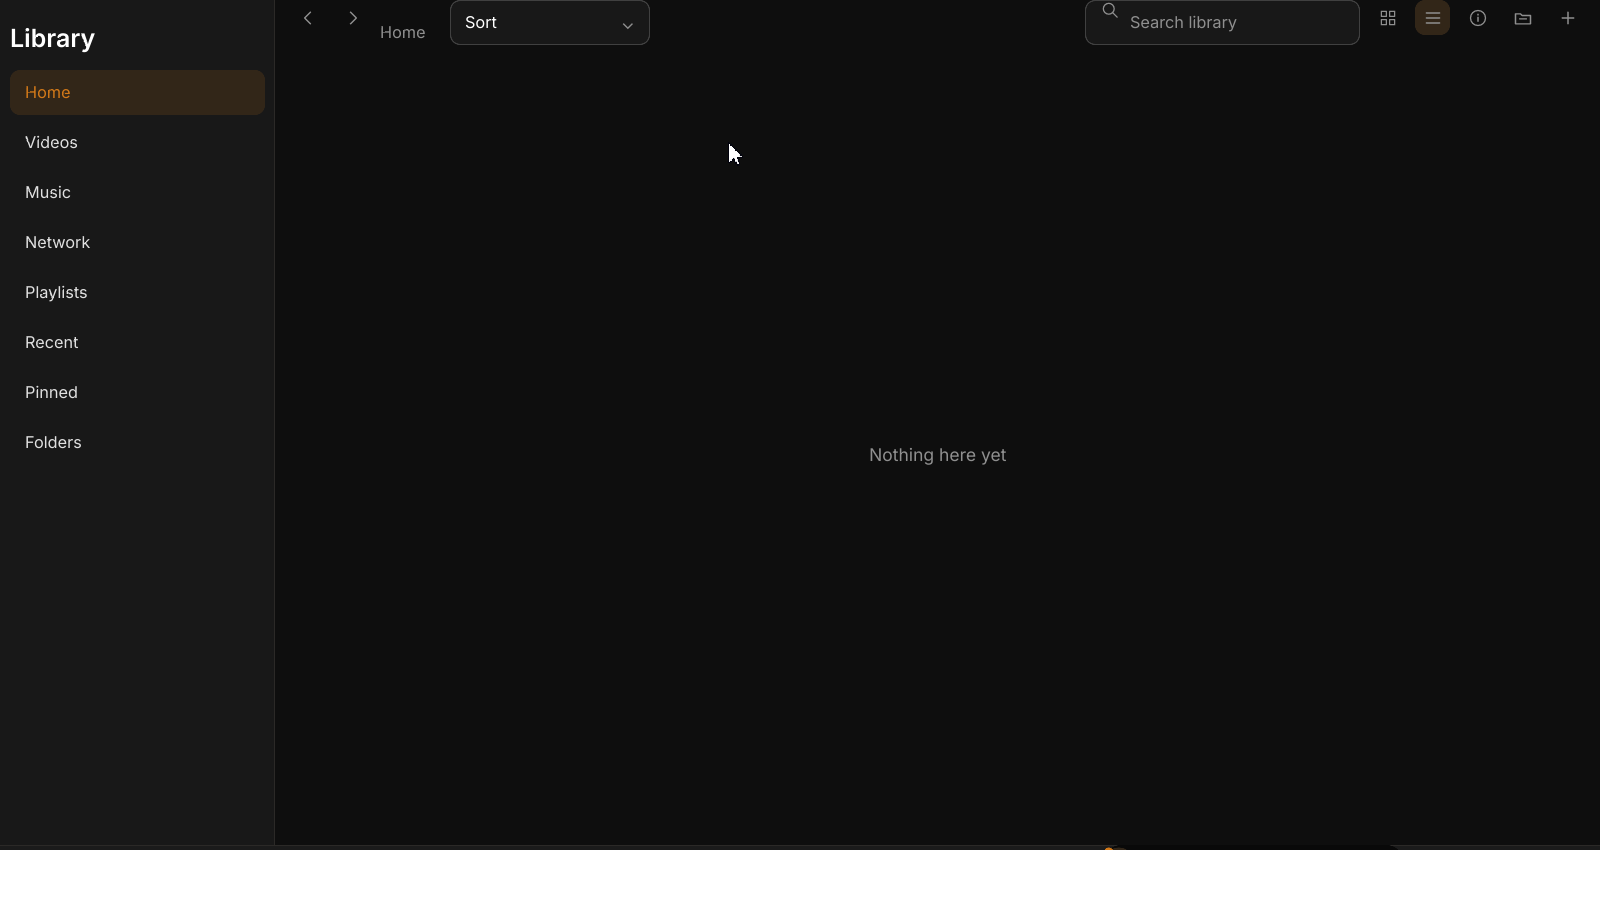 Library
Home
Videos
Music
Network
Playlists
Recent
Pinned
Folders
Home
Sort
Search library
Nothing here yet